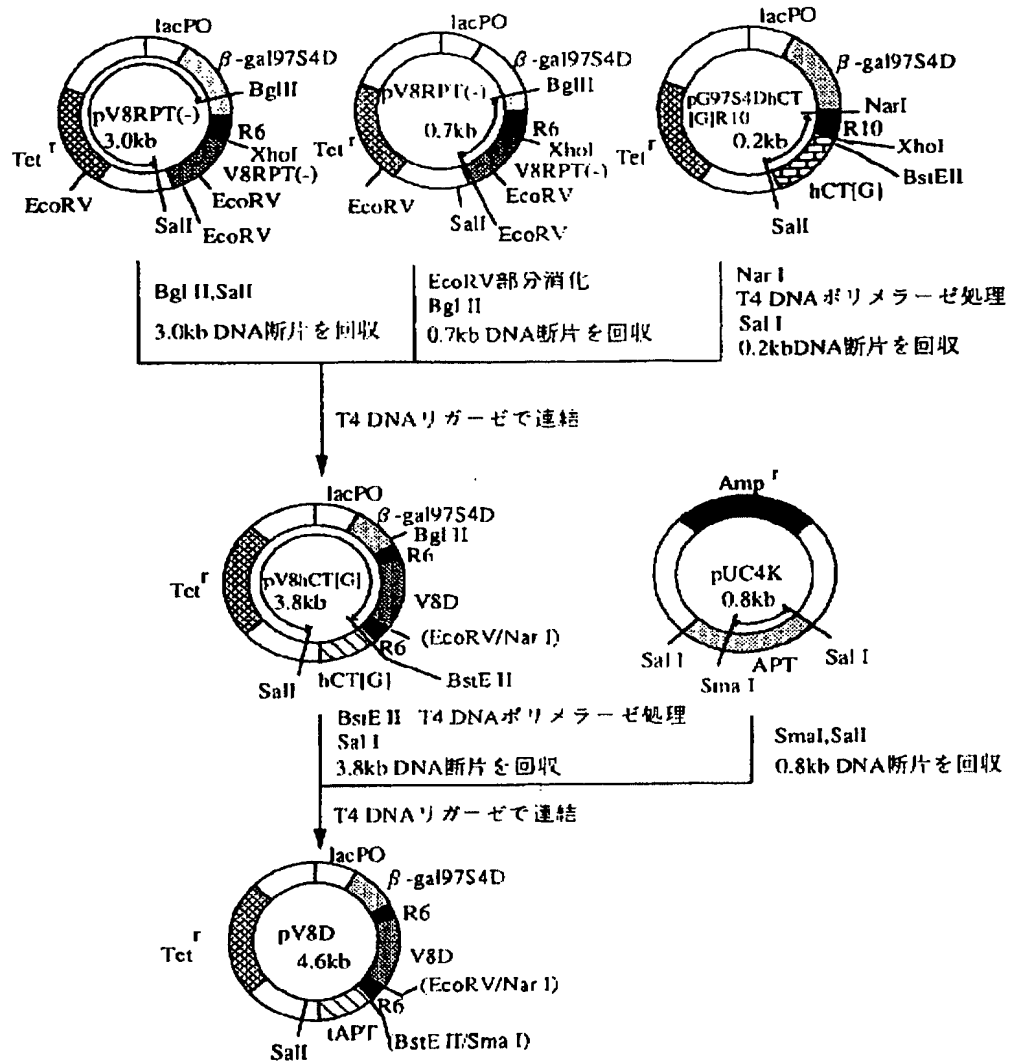 lacPO
β-gal97S4D
BglII
pV8RPT(-)
3.0kb
R6
XhoI
V8RPT(-)
Tet r
EcoRV
EcoRV
SalI
EcoRV
lacPO
β-gal97S4D
BglII
pV8RPT(-)
0.7kb
R6
XhoI
V8RPT(-)
Tet r
EcoRV
EcoRV
SalI
EcoRV
lacPO
β-gal97S4D
pG97S4DhCT
[G]R10
NarI
0.2kb
R10
XhoI
Tet r
BstEII
hCT[G]
SalI
Bgl II,SalI
3.0kb DNA断片を回収
EcoRV部分消化
Bgl II
0.7kb DNA断片を回収
Nar I
T4 DNAポリメラーゼ処理
Sal I
0.2kbDNA断片を回収
T4 DNAリガーゼで連結
lacPO
β-gal97S4D
Bgl II
R6
pV8hCT[G]
3.8kb
Tet r
V8D
(EcoRV/Nar I)
R6
hCT[G]
BstE II
SalI
Amp r
pUC4K
0.8kb
Sal I
APT
Sal I
Sma I
BstE II T4 DNAポリメラーゼ処理
Sal I
3.8kb DNA断片を回収
SmaI,SalI
0.8kb DNA断片を回収
T4 DNAリガーゼで連結
lacPO
β-gal97S4D
R6
pV8D
4.6kb
Tet r
V8D
(EcoRV/Nar I)
R6
tAPT
(BstE II/Sma I)
SalI